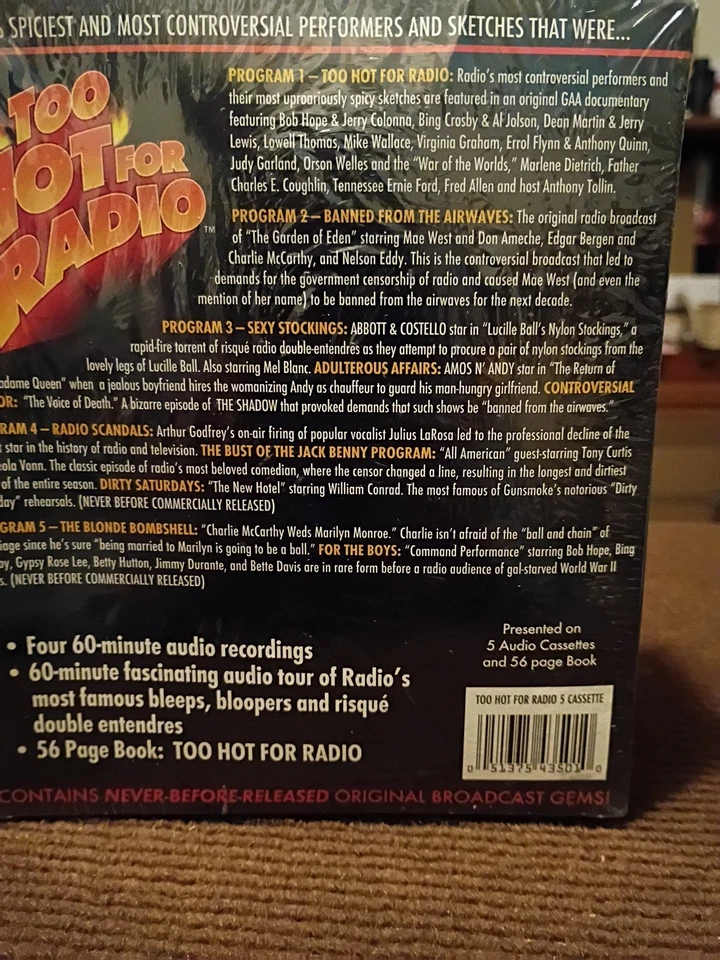 SPICIEST AND MOST CONTROVERSIAL PERFORMERS AND SKETCHES THAT WERE...
TOO
HOT FOR
RADIO
TM
PROGRAM 1 – TOO HOT FOR RADIO: Radio's most controversial performers and
their most uproariously spicy sketches are featured in an original GAA documentary
featuring Bob Hope & Jerry Colonna, Bing Crosby & Al Jolson, Dean Martin & Jerry
Lewis, Lowell Thomas, Mike Wallace, Virginia Graham, Errol Flynn & Anthony Quinn,
Judy Garland, Orson Welles and the "War of the Worlds," Marlene Dietrich, Father
Charles E. Coughlin, Tennessee Ernie Ford, Fred Allen and host Anthony Tollin.
PROGRAM 2 – BANNED FROM THE AIRWAVES: The original radio broadcast
of "The Garden of Eden" starring Mae West and Don Ameche, Edgar Bergen and
Charlie McCarthy, and Nelson Eddy. This is the controversial broadcast that led to
demands for the government censorship of radio and caused Mae West (and even the
mention of her name) to be banned from the airwaves for the next decade.
PROGRAM 3 – SEXY STOCKINGS: ABBOTT & COSTELLO star in "Lucille Ball's Nylon Stockings," a
rapid-fire torrent of risqué radio double-entendres as they attempt to procure a pair of nylon stockings from the
lovely legs of Lucille Ball. Also starring Mel Blanc. ADULTEROUS AFFAIRS: AMOS N' ANDY star in "The Return of
adame Queen" when a jealous boyfriend hires the womanizing Andy as chauffeur to guard his man-hungry girlfriend. CONTROVERSIAL
OR: "The Voice of Death." A bizarre episode of THE SHADOW that provoked demands that such shows be "banned from the airwaves."
RAM 4 – RADIO SCANDALS: Arthur Godfrey's on-air firing of popular vocalist Julius LaRosa led to the professional decline of the
t star in the history of radio and television. THE BUST OF THE JACK BENNY PROGRAM: "All American" guest-starring Tony Curtis
ola Vonn. The classic episode of radio's most beloved comedian, where the censor changed a line, resulting in the longest and dirtiest
of the entire season. DIRTY SATURDAYS: "The New Hotel" starring William Conrad. The most famous of Gunsmoke's notorious "Dirty
day" rehearsals. (NEVER BEFORE COMMERCIALLY RELEASED)
GRAM 5 – THE BLONDE BOMBSHELL: "Charlie McCarthy Weds Marilyn Monroe." Charlie isn't afraid of the "ball and chain" of
iage since he's sure "being married to Marilyn is going to be a ball." FOR THE BOYS: "Command Performance" starring Bob Hope, Bing
by, Gypsy Rose Lee, Betty Hutton, Jimmy Durante, and Bette Davis are in rare form before a radio audience of gal-starved World War II
s. (NEVER BEFORE COMMERCIALLY RELEASED)
• Four 60-minute audio recordings
• 60-minute fascinating audio tour of Radio's
most famous bleeps, bloopers and risqué
double entendres
• 56 Page Book: TOO HOT FOR RADIO
Presented on
5 Audio Cassettes
and 56 page Book
TOO HOT FOR RADIO 5 CASSETTE
0 51375 43501 0
CONTAINS NEVER-BEFORE-RELEASED ORIGINAL BROADCAST GEMS!